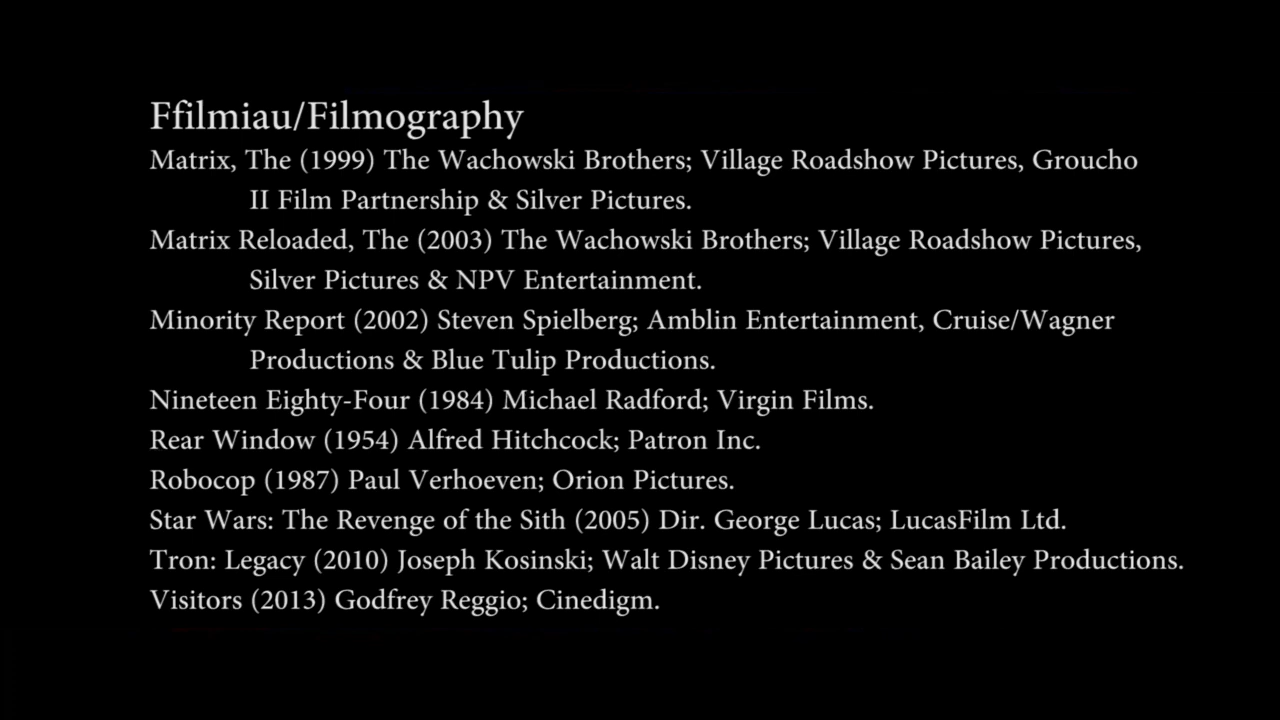 Ffilmiau/Filmography
Matrix, The (1999) The Wachowski Brothers; Village Roadshow Pictures, Groucho
II Film Partnership & Silver Pictures.
Matrix Reloaded, The (2003) The Wachowski Brothers; Village Roadshow Pictures,
Silver Pictures & NPV Entertainment.
Minority Report (2002) Steven Spielberg; Amblin Entertainment, Cruise/Wagner
Productions & Blue Tulip Productions.
Nineteen Eighty-Four (1984) Michael Radford; Virgin Films.
Rear Window (1954) Alfred Hitchcock; Patron Inc.
Robocop (1987) Paul Verhoeven; Orion Pictures.
Star Wars: The Revenge of the Sith (2005) Dir. George Lucas; LucasFilm Ltd.
Tron: Legacy (2010) Joseph Kosinski; Walt Disney Pictures & Sean Bailey Productions.
Visitors (2013) Godfrey Reggio; Cinedigm.